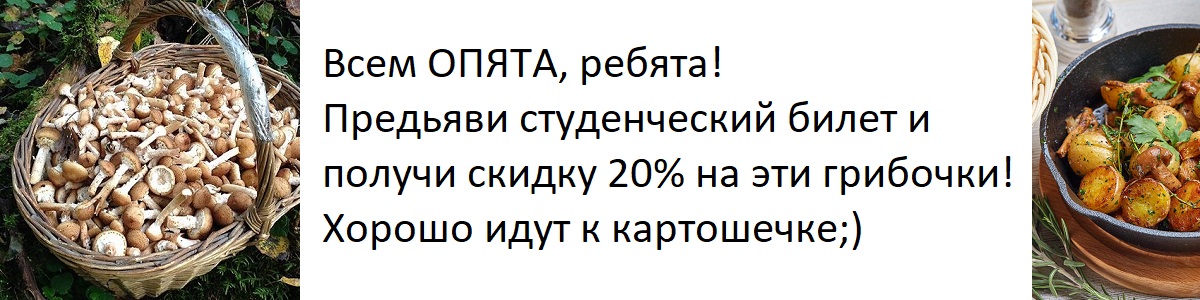 Всем ОПЯТА, ребята!
Предьяви студенческий билет и
получи скидку 20% на эти грибочки!
Хорошо идут к картошечке;)